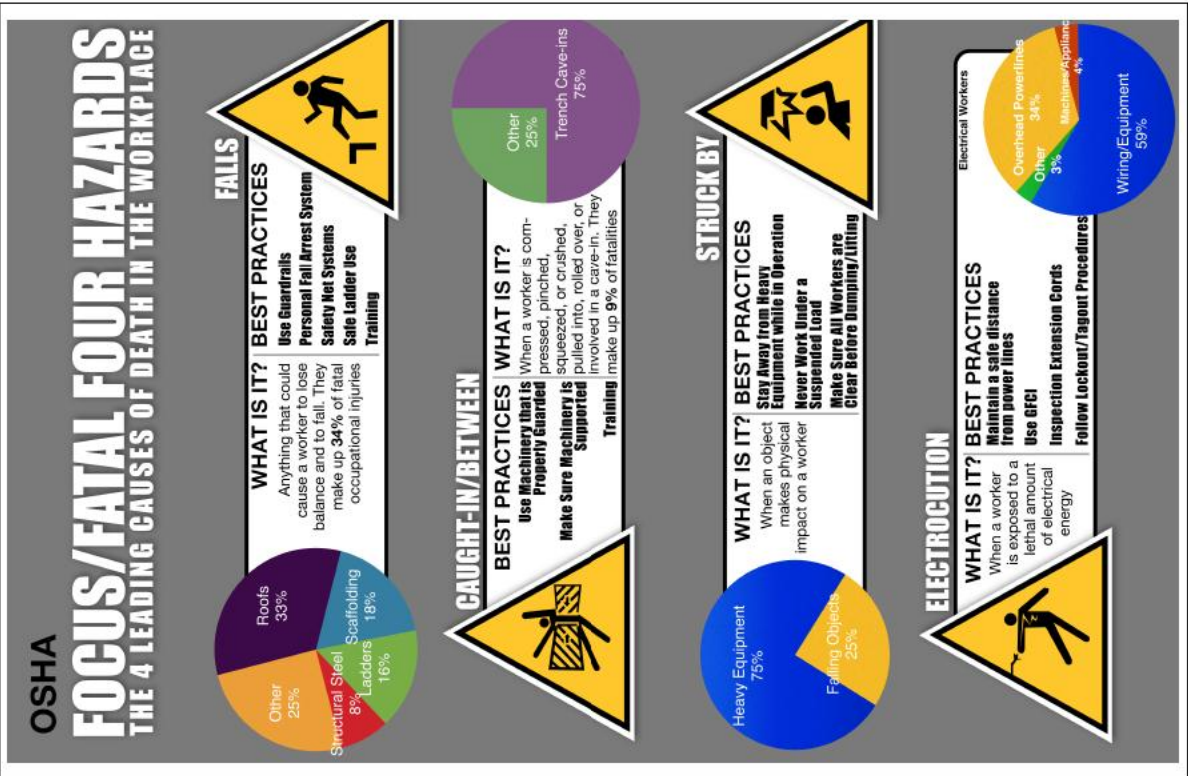 OSHA
FOCUS/FATAL FOUR HAZARDS
THE 4 LEADING CAUSES OF DEATH IN THE WORKPLACE
FALLS
Roofs
33%
Scaffolding
18%
Ladders
16%
Structural Steel
8%
Other
25%
WHAT IS IT?
Anything that could
cause a worker to lose
balance and to fall. They
make up 34% of fatal
occupational injuries
BEST PRACTICES
Use Guardrails
Personal Fall Arrest System
Safety Net Systems
Safe Ladder Use
Training
CAUGHT-IN/BETWEEN
BEST PRACTICES
Use Machinery that is
Properly Guarded
Make Sure Machinery is
Supported
Training
WHAT IS IT?
When a worker is com-
pressed, pinched,
squeezed, or crushed,
pulled into, rolled over, or
involved in a cave-in. They
make up 9% of fatalities
Other
25%
Trench Cave-ins
75%
STRUCK BY
Heavy Equipment
75%
Falling Objects
25%
WHAT IS IT?
When an object
makes physical
impact on a worker
BEST PRACTICES
Stay Away from Heavy
Equipment while in Operation
Never Work Under a
Suspended Load
Make Sure All Workers are
Clear Before Dumping/Lifting
ELECTROCUTION
WHAT IS IT?
When a worker
is exposed to a
lethal amount
of electrical
energy
BEST PRACTICES
Maintain a safe distance
from power lines
Use GFCI
Inspection Extension Cords
Follow Lockout/Tagout Procedures
Electrical Workers
Overhead Powerlines
34%
Machines/Applianc
4%
Other
3%
Wiring/Equipment
59%